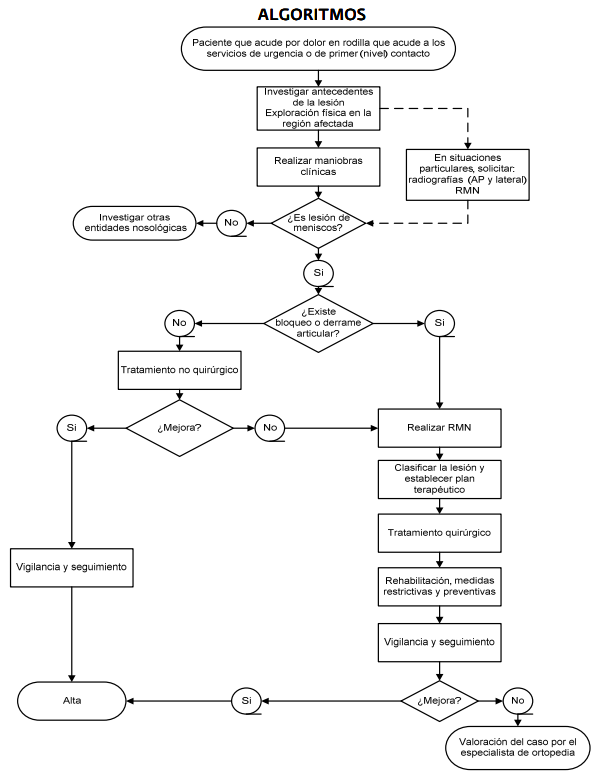 ALGORITMOS
Paciente que acude por dolor en rodilla que acude a los
servicios de urgencia o de primer (nivel) contacto
Investigar antecedentes
de la lesión
Exploración física en la
región afectada
En situaciones
particulares, solicitar:
radiografías (AP y lateral)
RMN
Realizar maniobras
clínicas
¿Es lesión de
meniscos?
No
Investigar otras
entidades nosológicas
Si
¿Existe
bloqueo o derrame
articular?
No
Si
Tratamiento no quirúrgico
¿Mejora?
Si
No
Realizar RMN
Clasificar la lesión y
establecer plan
terapéutico
Tratamiento quirúrgico
Vigilancia y seguimiento
Rehabilitación, medidas
restrictivas y preventivas
Vigilancia y seguimiento
¿Mejora?
Si
No
Alta
Valoración del caso por el
especialista de ortopedia